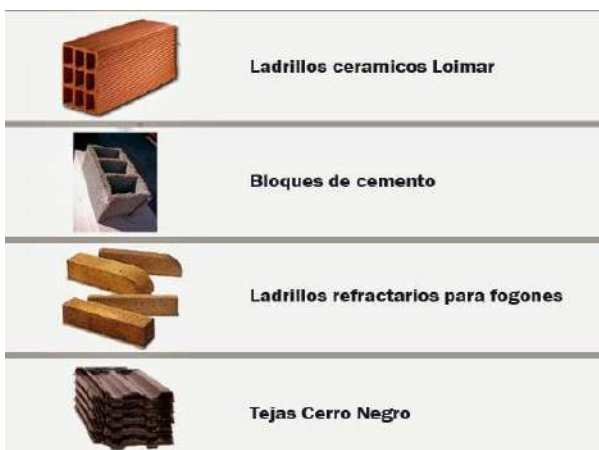 Ladrillos ceramicos Loimar
Bloques de cemento
Ladrillos refractarios para fogones
Tejas Cerro Negro